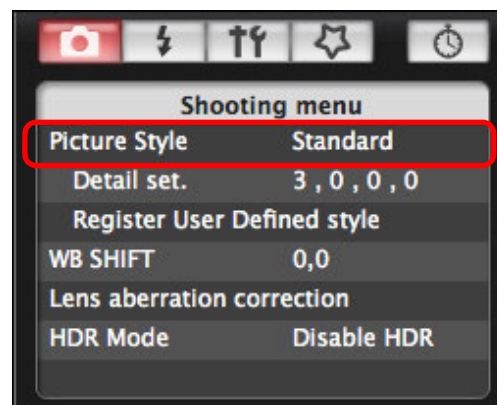 Shooting menu
Picture Style Standard
Detail set. 3 , 0 , 0 , 0
Register User Defined style
WB SHIFT 0,0
Lens aberration correction
HDR Mode Disable HDR